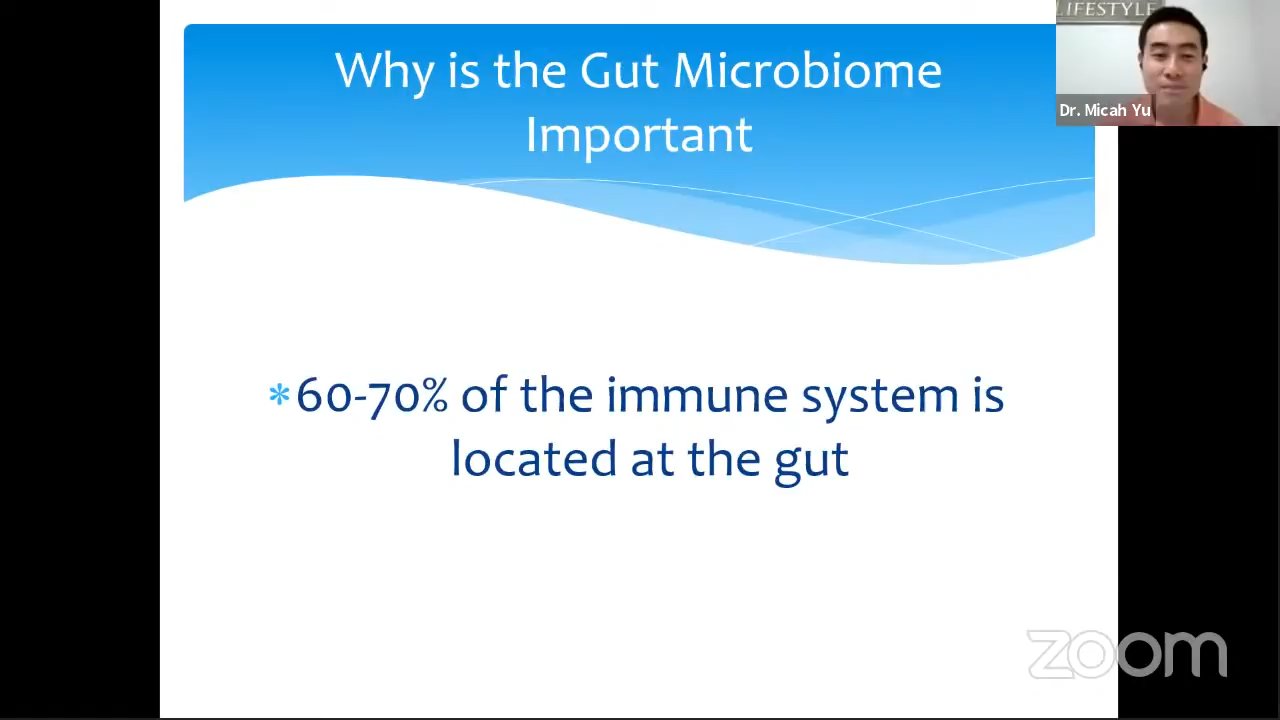 Why is the Gut Microbiome
Important
LIFESTYLE
Dr. Micah Yu
*60-70% of the immune system is
located at the gut
zoom